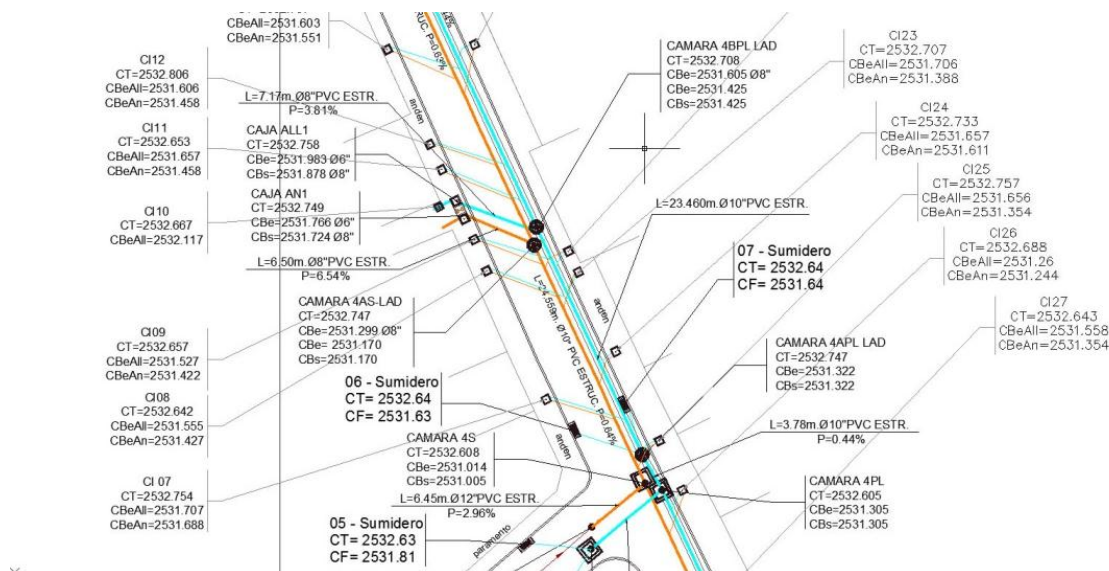 CBeAll=2531.603
CBeAn=2531.551
CI12
CT=2532.806
CBeAll=2531.606
CBeAn=2531.458
CI11
CT=2532.653
CBeAll=2531.657
CBeAn=2531.458
CI10
CT=2532.667
CBeAll=2532.117
CI09
CT=2532.657
CBeAll=2531.527
CBeAn=2531.422
CI08
CT=2532.642
CBeAll=2531.555
CBeAn=2531.427
CI 07
CT=2532.754
CBeAll=2531.707
CBeAn=2531.688
L=7.17m.Ø8"PVC ESTR.
P=3.81%
CAJA ALL1
CT=2532.758
CBe=2531.983 Ø6"
CBs=2531.878 Ø8"
CAJA AN1
CT=2532.749
CBe=2531.766 Ø6"
CBs=2531.724 Ø8"
L=6.50m.Ø8"PVC ESTR.
P=6.54%
CAMARA 4AS-LAD
CT=2532.747
CBe=2531.299 Ø8"
CBe= 2531.170
CBs=2531.170
06 - Sumidero
CT= 2532.64
CF= 2531.63
CAMARA 4S
CT=2532.608
CBe=2531.014
CBs=2531.005
L=6.45m.Ø12"PVC ESTR.
P=2.96%
05 - Sumidero
CT= 2532.63
CF= 2531.81
paramento
anden
anden
anden
TRUC. P=0.63%
L=24.559m. Ø10" PVC ESTRUC. P=0.64%
CAMARA 4BPL LAD
CT=2532.708
CBe=2531.605 Ø8"
CBe=2531.425
CBs=2531.425
L=23.460m.Ø10"PVC ESTR.
07 - Sumidero
CT= 2532.64
CF= 2531.64
CAMARA 4APL LAD
CT=2532.747
CBe=2531.322
CBs=2531.322
L=3.78m.Ø10"PVC ESTR.
P=0.44%
CAMARA 4PL
CT=2532.605
CBe=2531.305
CBs=2531.305
CI23
CT=2532.707
CBeAll=2531.706
CBeAn=2531.388
CI24
CT=2532.733
CBeAll=2531.657
CBeAn=2531.611
CI25
CT=2532.757
CBeAll=2531.656
CBeAn=2531.354
CI26
CT=2532.688
CBeAll=2531.26
CBeAn=2531.244
CI27
CT=2532.643
CBeAll=2531.558
CBeAn=2531.354